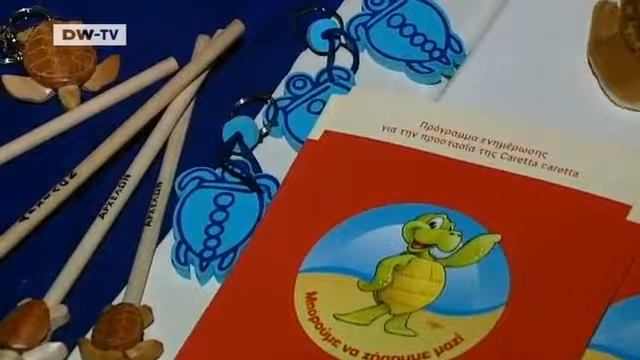 DW-TV
Πρόγραμμα ενημέρωσης
για την προστασία της Caretta caretta
ΑΡΧΕΛΩΝ
ΑΡΧΕΛΩΝ
Μπορούμε να ζήσουμε μαζί